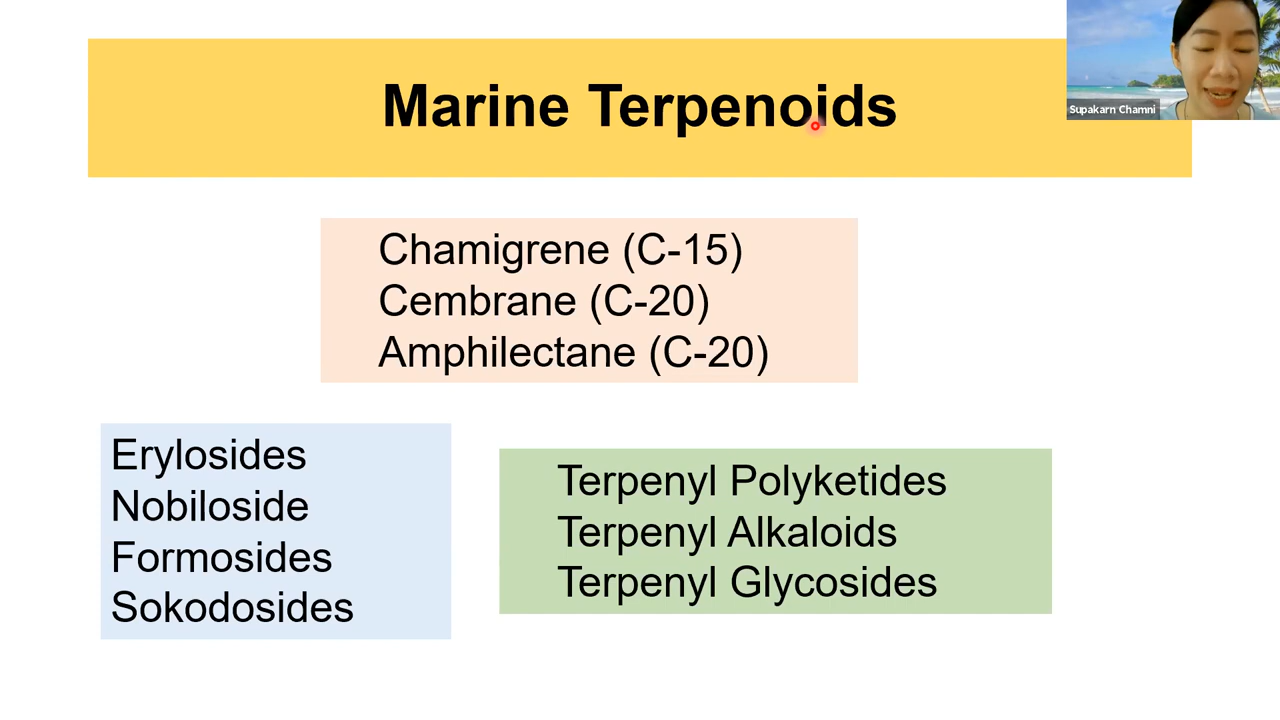 Marine Terpenoids
Supakarn Chamni
Chamigrene (C-15)
Cembrane (C-20)
Amphilectane (C-20)
Erylosides
Nobiloside
Formosides
Sokodosides
Terpenyl Polyketides
Terpenyl Alkaloids
Terpenyl Glycosides